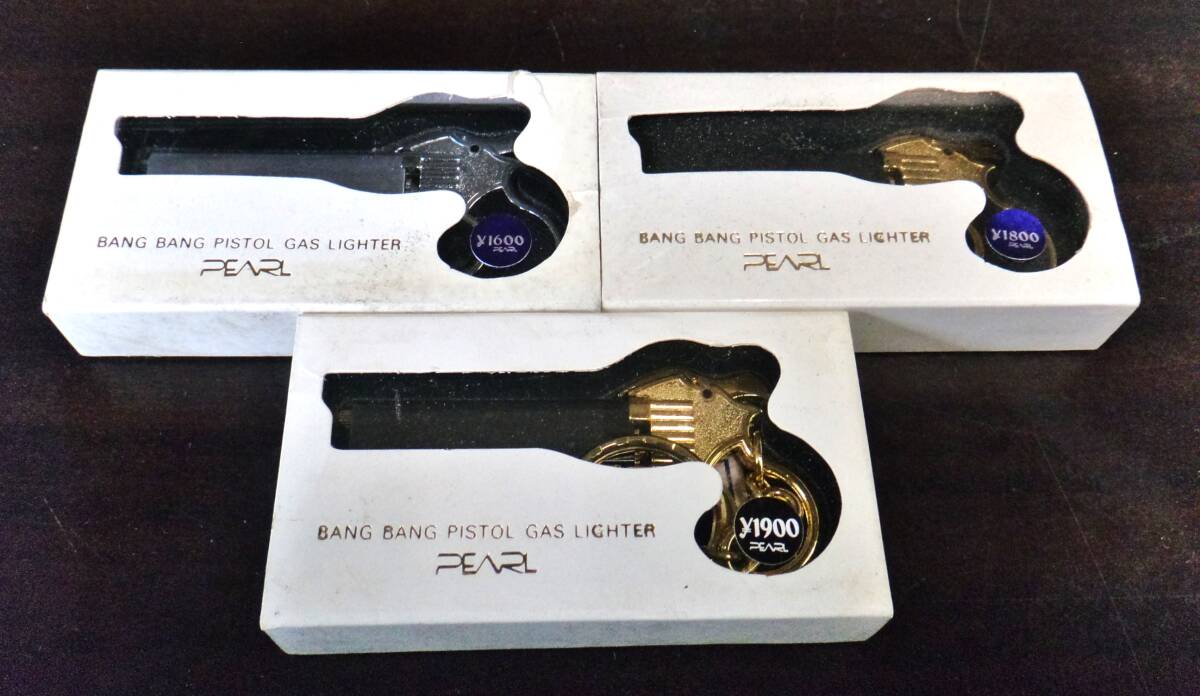 BANG BANG PISTOL GAS LIGHTER
PEARL
¥1600
PEARL
BANG BANG PISTOL GAS LIGHTER
PEARL
¥1800
PEARL
BANG BANG PISTOL GAS LIGHTER
PEARL
¥1900
PEARL